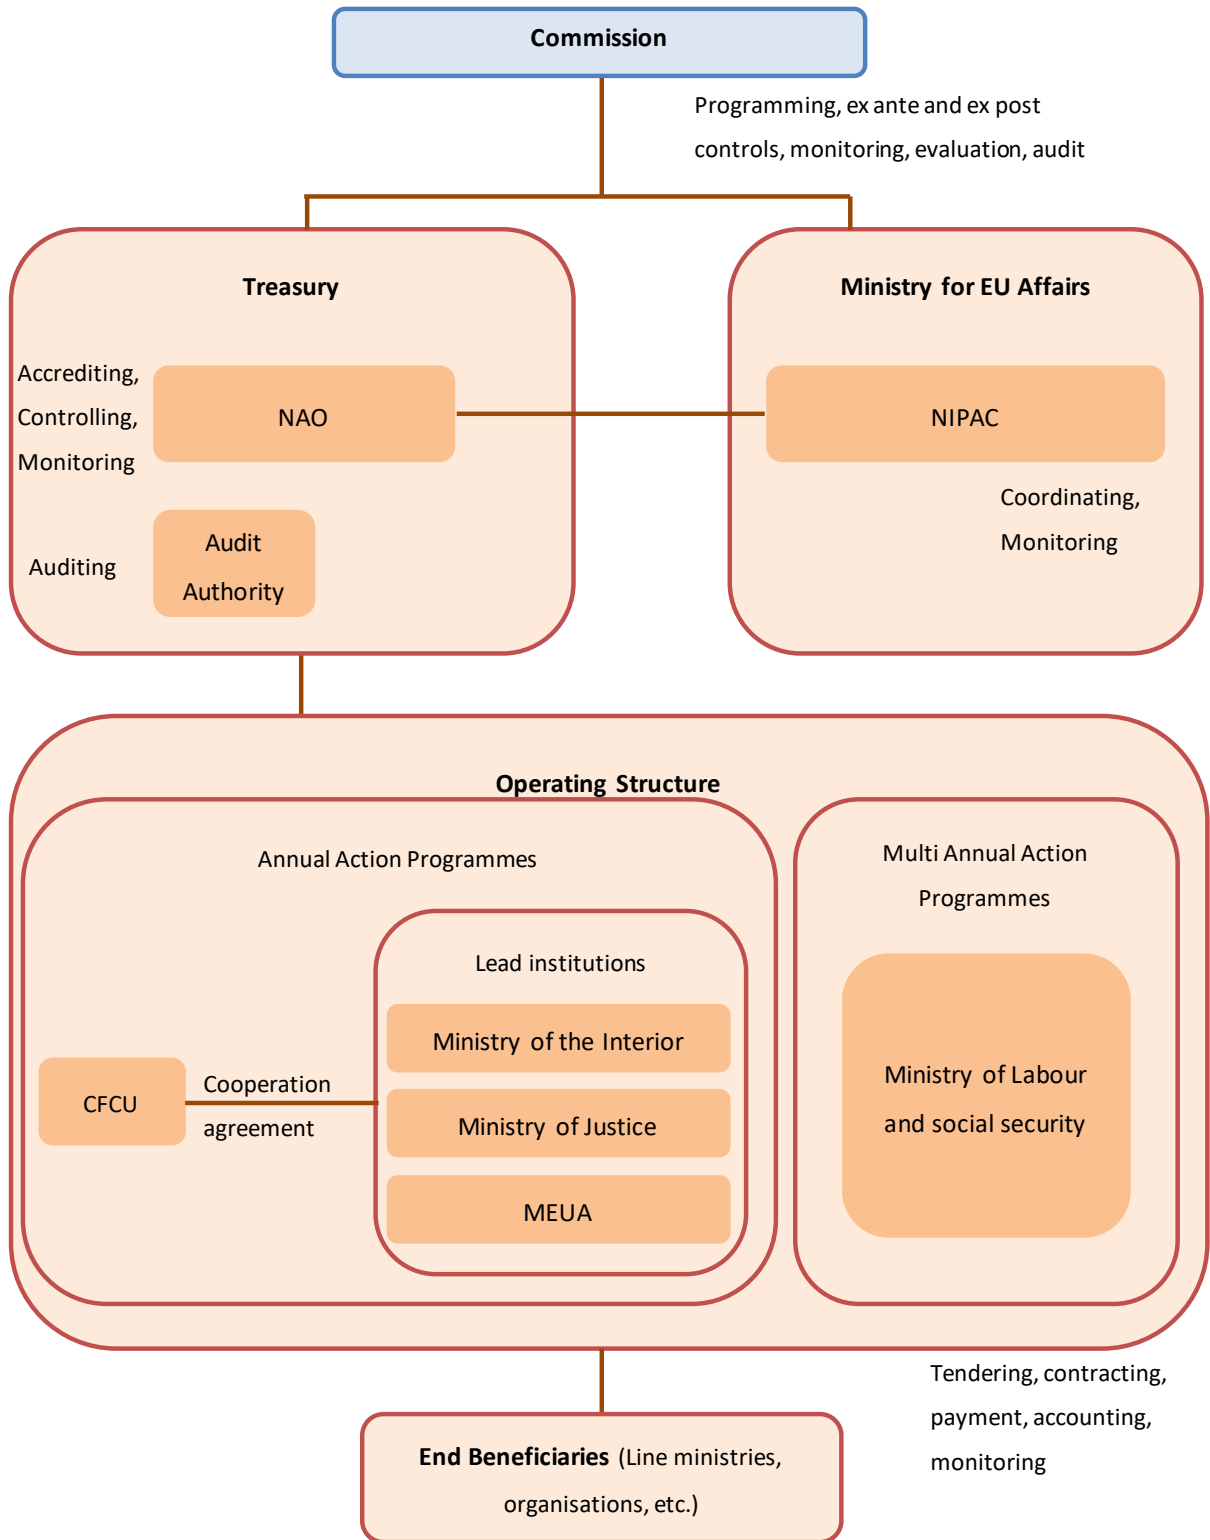 Commission
Programming, ex ante and ex post
controls, monitoring, evaluation, audit
Treasury
Accrediting,
Controlling,
Monitoring
NAO
Auditing
Audit
Authority
Ministry for EU Affairs
NIPAC
Coordinating,
Monitoring
Operating Structure
Annual Action Programmes
CFCU
Cooperation
agreement
Lead institutions
Ministry of the Interior
Ministry of Justice
MEUA
Multi Annual Action
Programmes
Ministry of Labour
and social security
Tendering, contracting,
payment, accounting,
monitoring
End Beneficiaries (Line ministries,
organisations, etc.)